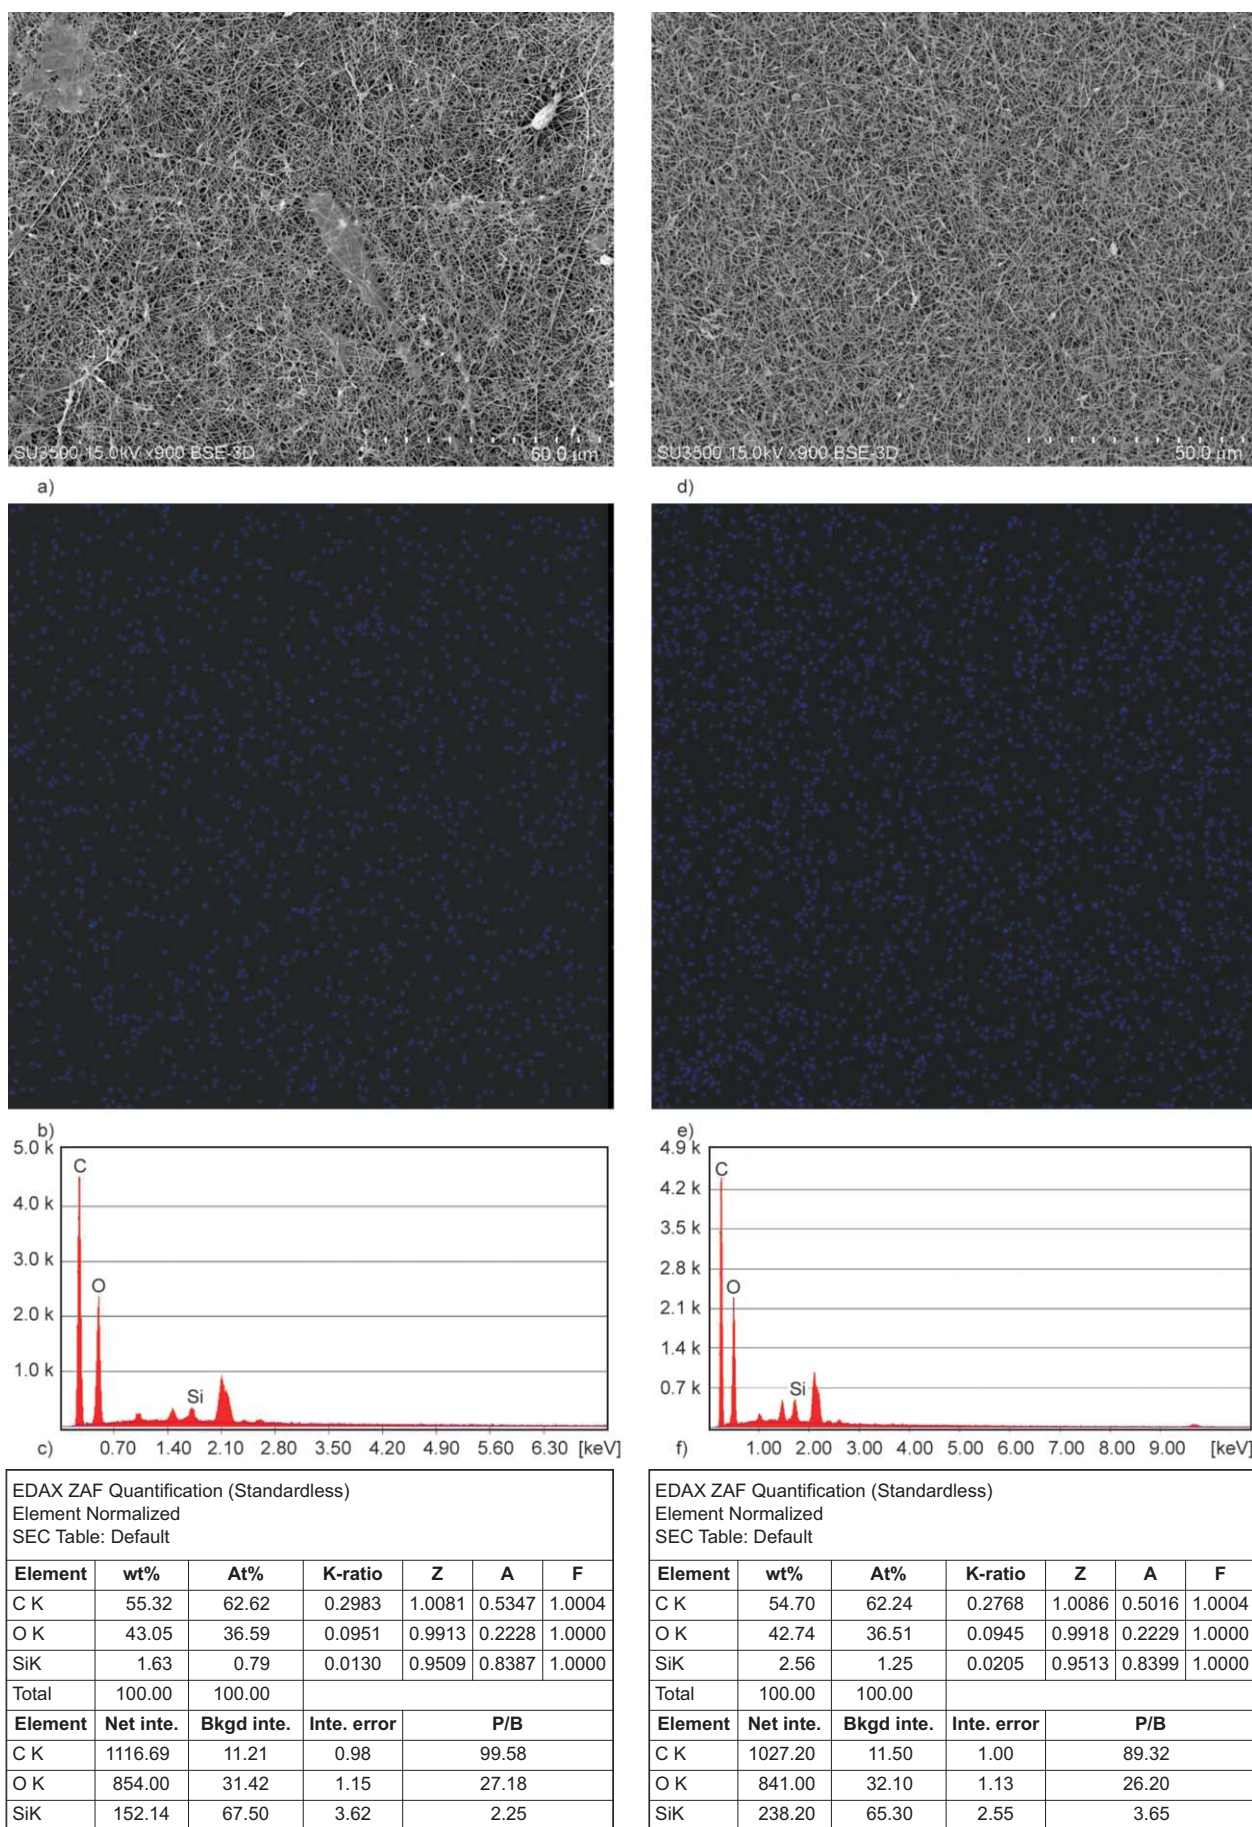 SU3500 15.0kV x900 BSE-3D 50.0 µm
a)
b)
5.0 k
4.0 k
3.0 k
2.0 k
1.0 k
C
O
Si
c) 0.70 1.40 2.10 2.80 3.50 4.20 4.90 5.60 6.30 [keV]
EDAX ZAF Quantification (Standardless)
Element Normalized
SEC Table: Default
Element wt% At% K-ratio Z A F
C K 55.32 62.62 0.2983 1.0081 0.5347 1.0004
O K 43.05 36.59 0.0951 0.9913 0.2228 1.0000
SiK 1.63 0.79 0.0130 0.9509 0.8387 1.0000
Total 100.00 100.00
Element Net inte. Bkgd inte. Inte. error P/B
C K 1116.69 11.21 0.98 99.58
O K 854.00 31.42 1.15 27.18
SiK 152.14 67.50 3.62 2.25
SU3500 15.0kV x900 BSE-3D 50.0 µm
d)
e)
4.9 k
4.2 k
3.5 k
2.8 k
2.1 k
1.4 k
0.7 k
C
O
Si
f) 1.00 2.00 3.00 4.00 5.00 6.00 7.00 8.00 9.00 [keV]
EDAX ZAF Quantification (Standardless)
Element Normalized
SEC Table: Default
Element wt% At% K-ratio Z A F
C K 54.70 62.24 0.2768 1.0086 0.5016 1.0004
O K 42.74 36.51 0.0945 0.9918 0.2229 1.0000
SiK 2.56 1.25 0.0205 0.9513 0.8399 1.0000
Total 100.00 100.00
Element Net inte. Bkgd inte. Inte. error P/B
C K 1027.20 11.50 1.00 89.32
O K 841.00 32.10 1.13 26.20
SiK 238.20 65.30 2.55 3.65